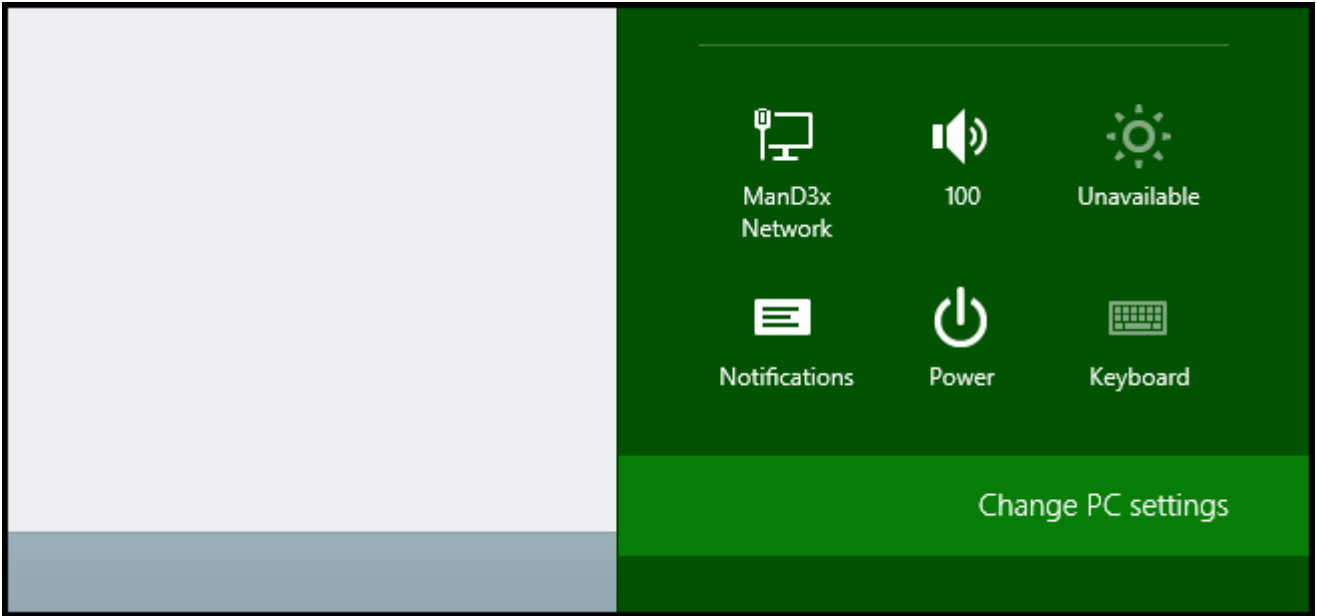 ManD3x
Network
100
Unavailable
Notifications
Power
Keyboard
Change PC settings